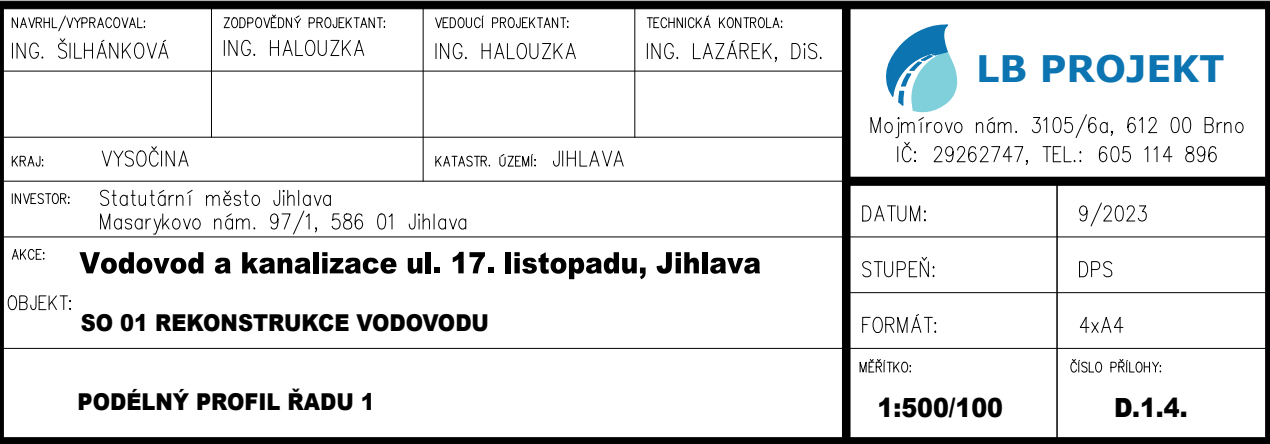 NAVRHL/VYPRACOVAL:
ING. ŠILHÁNKOVÁ
ZODPOVĚDNÝ PROJEKTANT:
ING. HALOUZKA
VEDOUCÍ PROJEKTANT:
ING. HALOUZKA
TECHNICKÁ KONTROLA:
ING. LAZÁREK, DiS.
KRAJ: VYSOČINA
KATASTR. ÚZEMÍ: JIHLAVA
INVESTOR: Statutární město Jihlava
Masarykovo nám. 97/1, 586 01 Jihlava
AKCE: Vodovod a kanalizace ul. 17. listopadu, Jihlava
OBJEKT:
SO 01 REKONSTRUKCE VODOVODU
PODÉLNÝ PROFIL ŘADU 1
LB PROJEKT
Mojmírovo nám. 3105/6a, 612 00 Brno
IČ: 29262747, TEL.: 605 114 896
DATUM: 9/2023
STUPEŇ: DPS
FORMÁT: 4xA4
MĚŘÍTKO:
1:500/100
ČÍSLO PŘÍLOHY:
D.1.4.